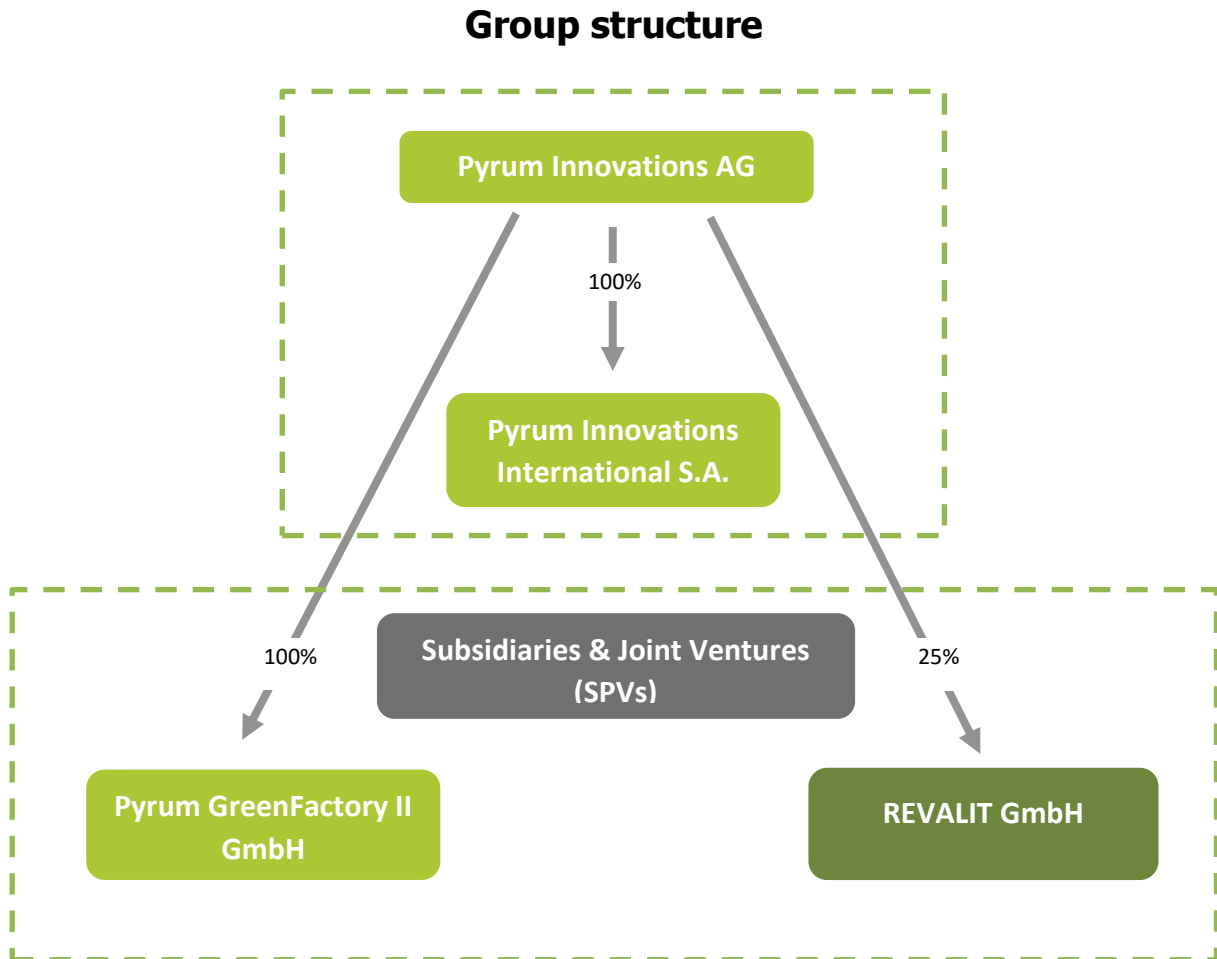 Group structure
Pyrum Innovations AG
100%
Pyrum Innovations
International S.A.
Subsidiaries & Joint Ventures
(SPVs)
100%
25%
Pyrum GreenFactory II
GmbH
REVALIT GmbH